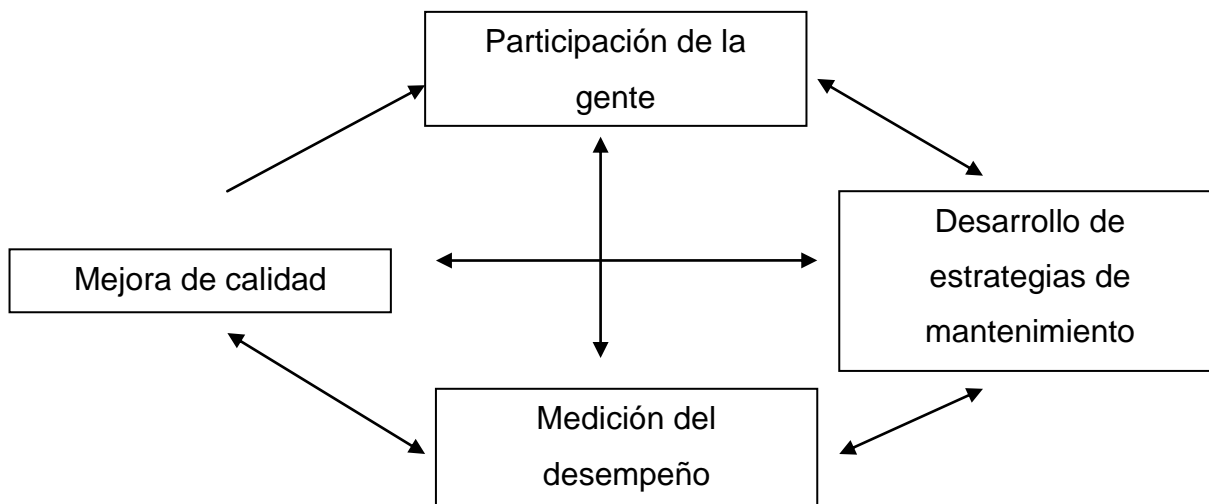 Participación de la
gente
Mejora de calidad
Desarrollo de
estrategias de
mantenimiento
Medición del
desempeño